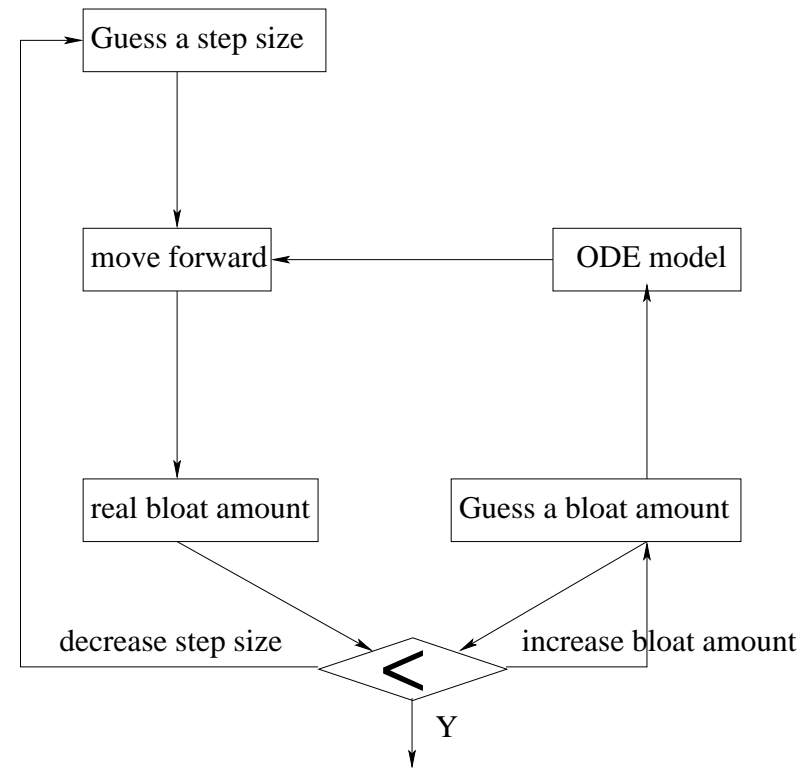 Guess a step size
move forward
ODE model
real bloat amount
Guess a bloat amount
decrease step size
increase bloat amount
<
Y